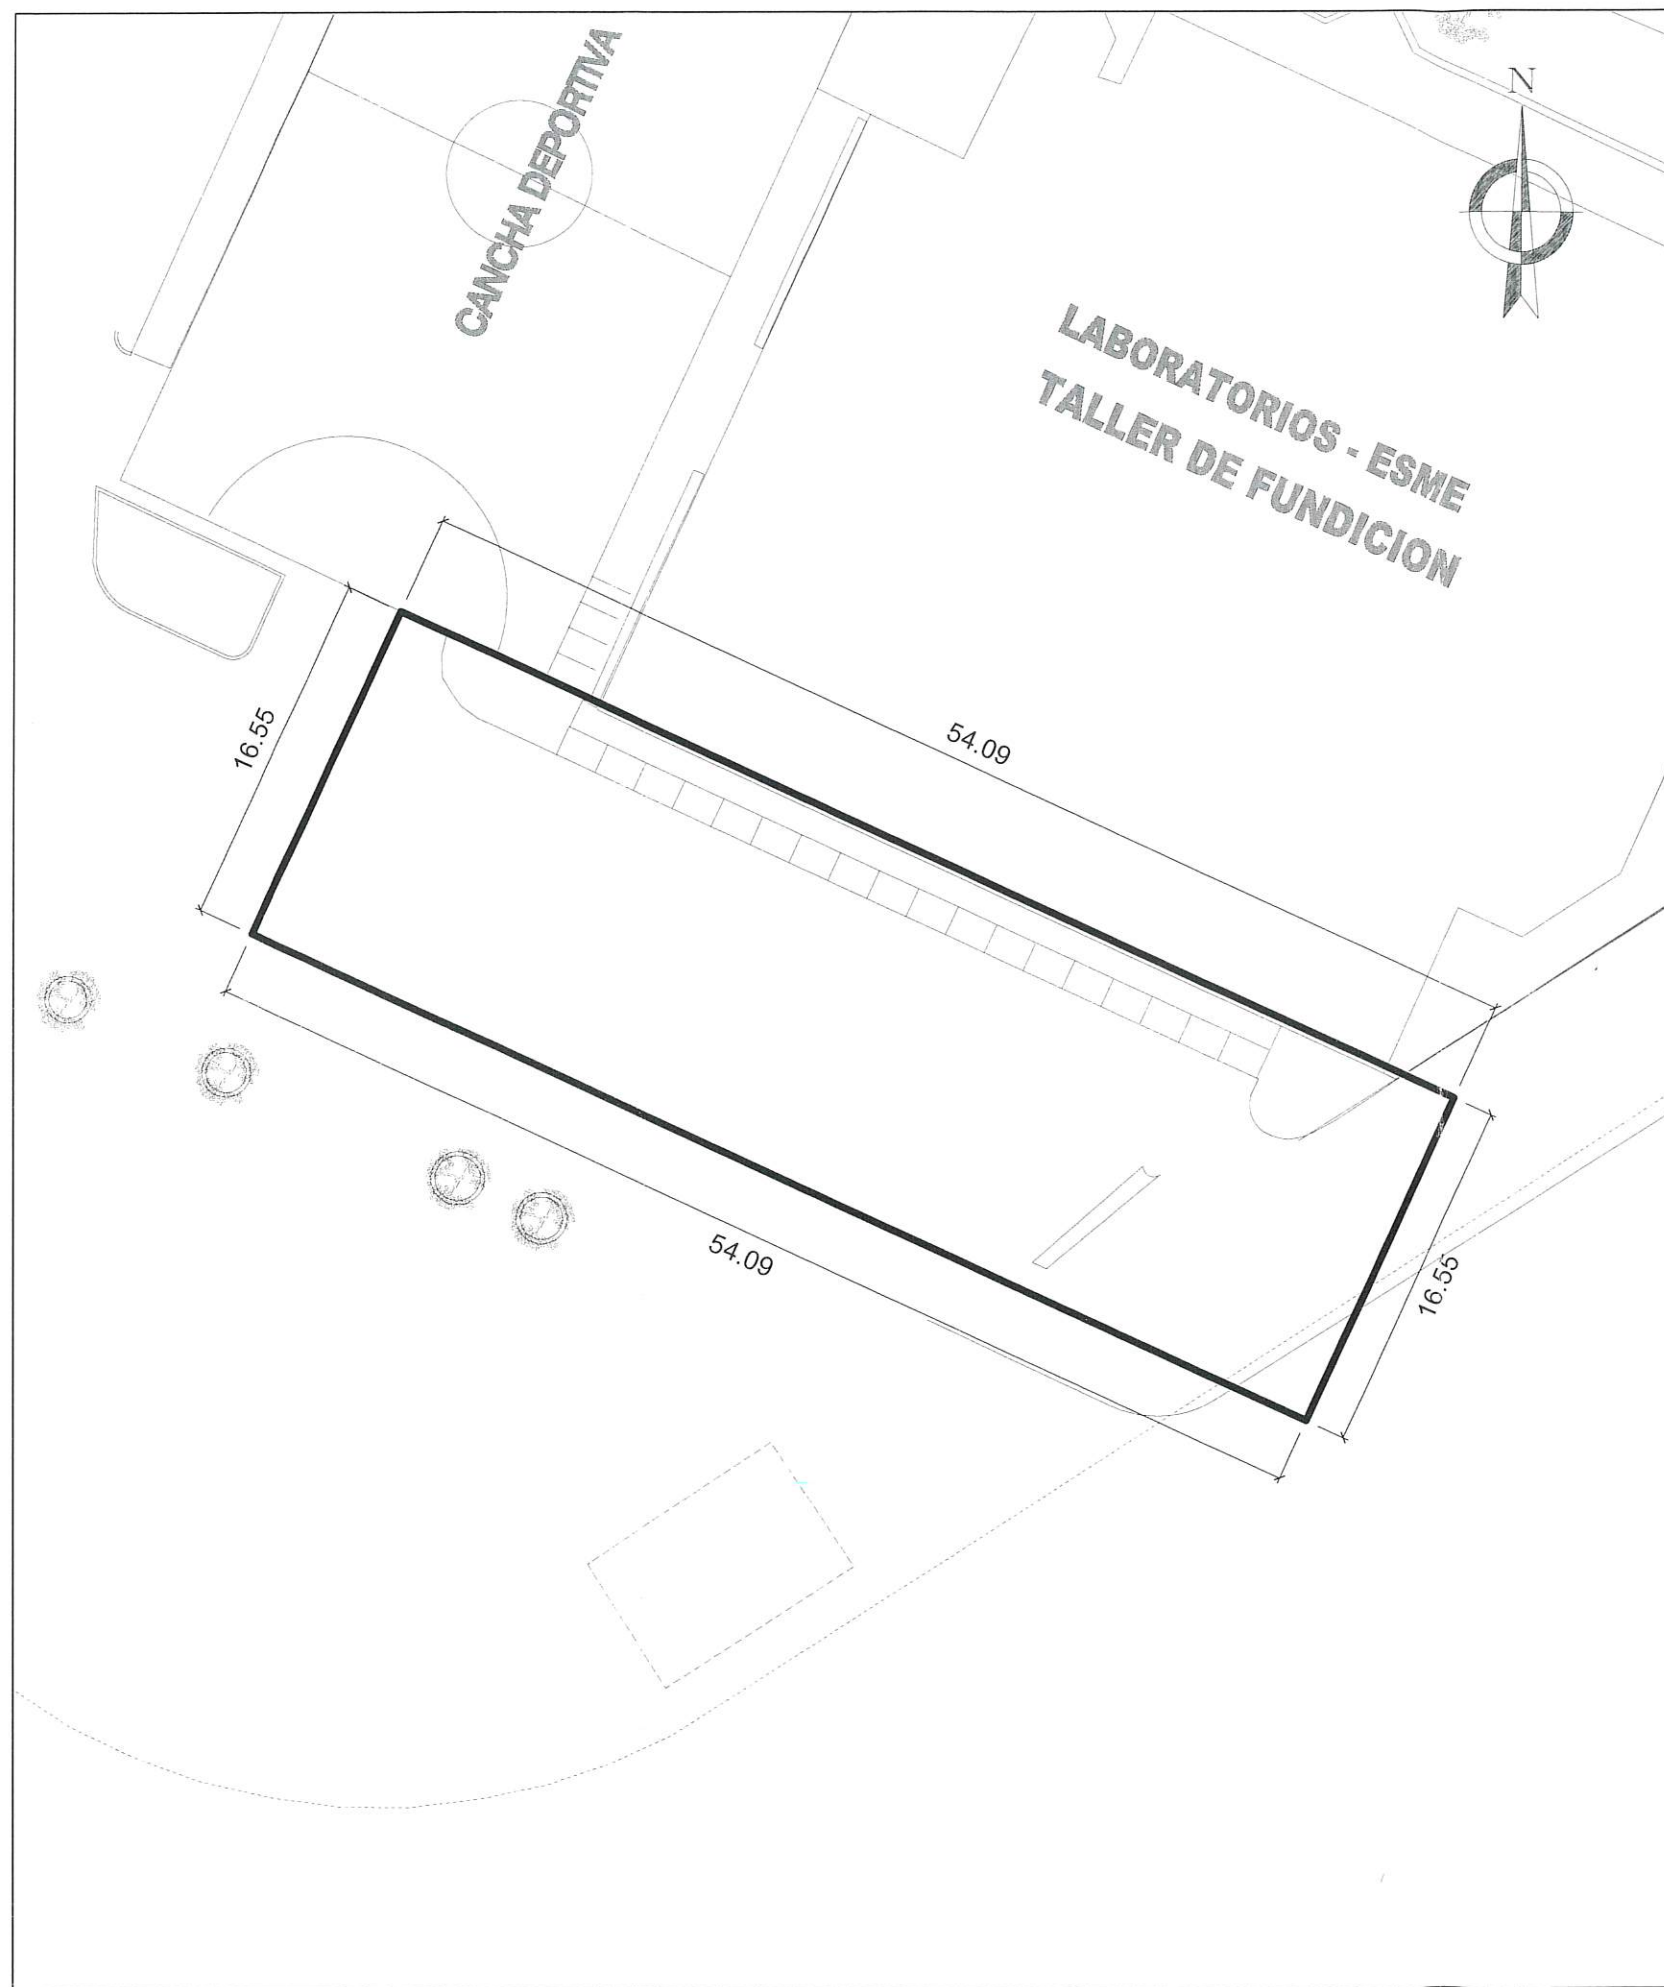 N
CANCHA DEPORTIVA
LABORATORIOS - ESME
TALLER DE FUNDICION
16.55
54.09
54.09
16.55